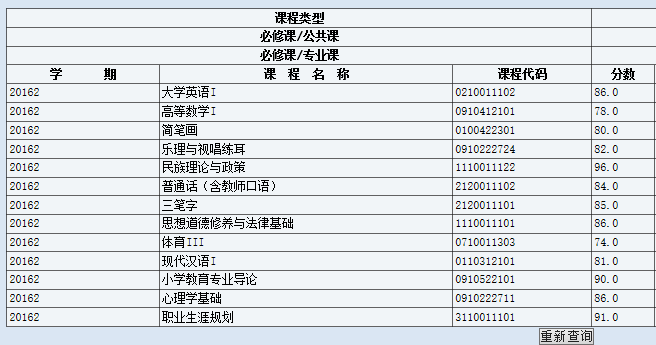 课程类型
必修课/公共课
必修课/专业课
学 期 课 程 名 称 课程代码 分数
20162 大学英语I 0210011102 86.0
20162 高等数学I 0910412101 78.0
20162 简笔画 0100422301 80.0
20162 乐理与视唱练耳 0910222724 82.0
20162 民族理论与政策 1110011122 96.0
20162 普通话（含教师口语） 2120011102 84.0
20162 三笔字 2120011101 85.0
20162 思想道德修养与法律基础 1110011101 86.0
20162 体育III 0710011303 74.0
20162 现代汉语I 0110312101 81.0
20162 小学教育专业导论 0910522101 90.0
20162 心理学基础 0910222711 86.0
20162 职业生涯规划 3110011101 91.0
重新查询